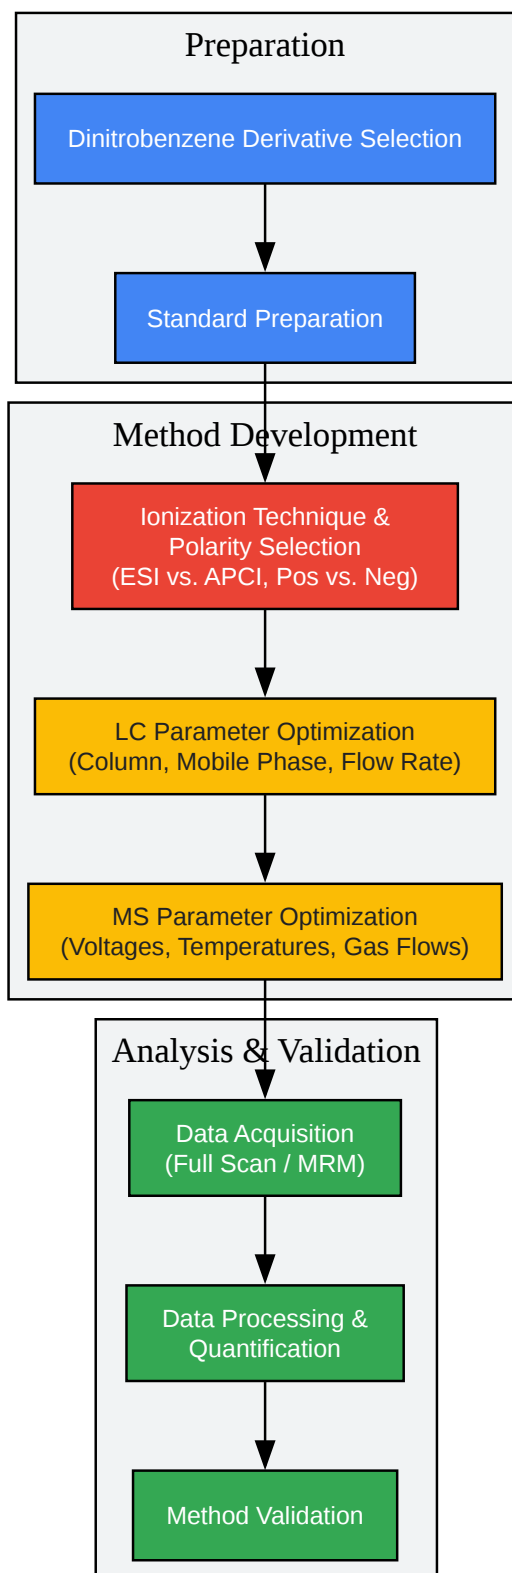 Preparation
Dinitrobenzene Derivative Selection
Standard Preparation
Method Development
Ionization Technique &
Polarity Selection
(ESI vs. APCI, Pos vs. Neg)
LC Parameter Optimization
(Column, Mobile Phase, Flow Rate)
MS Parameter Optimization
(Voltages, Temperatures, Gas Flows)
Analysis & Validation
Data Acquisition
(Full Scan / MRM)
Data Processing &
Quantification
Method Validation